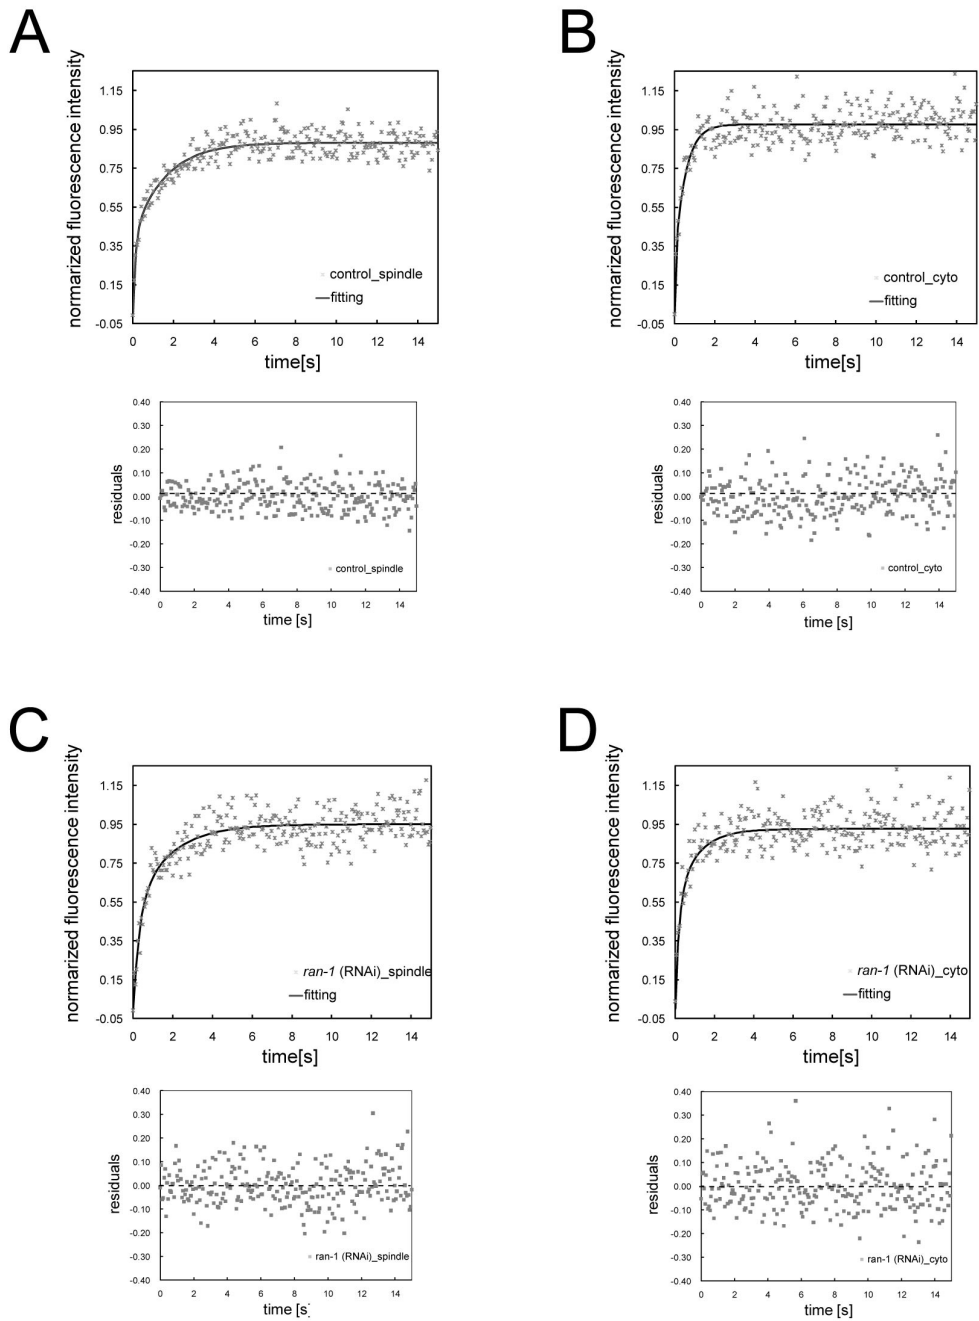 A
B
normarized fluorescence intensity
1.15
0.95
0.75
0.55
0.35
0.15
-0.05
control_spindle
fitting
0 2 4 6 8 10 12 14
time[s]
normarized fluorescence intensity
1.15
0.95
0.75
0.55
0.35
0.15
-0.05
control_cyto
fitting
0 2 4 6 8 10 12 14
time[s]
residuals
0.40
0.30
0.20
0.10
0.00
-0.10
-0.20
-0.30
-0.40
control_spindle
0 2 4 6 8 10 12 14
time [s]
residuals
0.40
0.30
0.20
0.10
0.00
-0.10
-0.20
-0.30
-0.40
control_cyto
0 2 4 6 8 10 12 14
time [s]
C
D
normarized fluorescence intensity
1.15
0.95
0.75
0.55
0.35
0.15
-0.05
ran-1 (RNAi)_spindle
fitting
0 2 4 6 8 10 12 14
time[s]
normarized fluorescence intensity
1.15
0.95
0.75
0.55
0.35
0.15
-0.05
ran-1 (RNAi)_cyto
fitting
0 2 4 6 8 10 12 14
time[s]
residuals
0.40
0.30
0.20
0.10
0.00
-0.10
-0.20
-0.30
-0.40
ran-1 (RNAi)_spindle
0 2 4 6 8 10 12 14
time [s]
residuals
0.40
0.30
0.20
0.10
0.00
-0.10
-0.20
-0.30
-0.40
ran-1 (RNAi)_cyto
0 2 4 6 8 10 12 14
time [s]